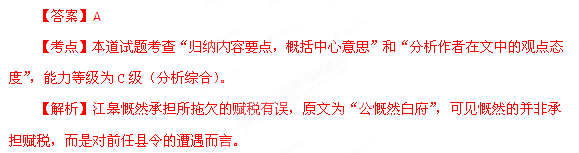 【答案】A
【考点】本道试题考查“归纳内容要点，概括中心意思”和“分析作者在文中的观点态
度”，能力等级为C级（分析综合）。
【解析】江皋慨然承担所拖欠的赋税有误，原文为“公慨然白府”，可见慨然的并非承
担赋税，而是对前任县令的遭遇而言。